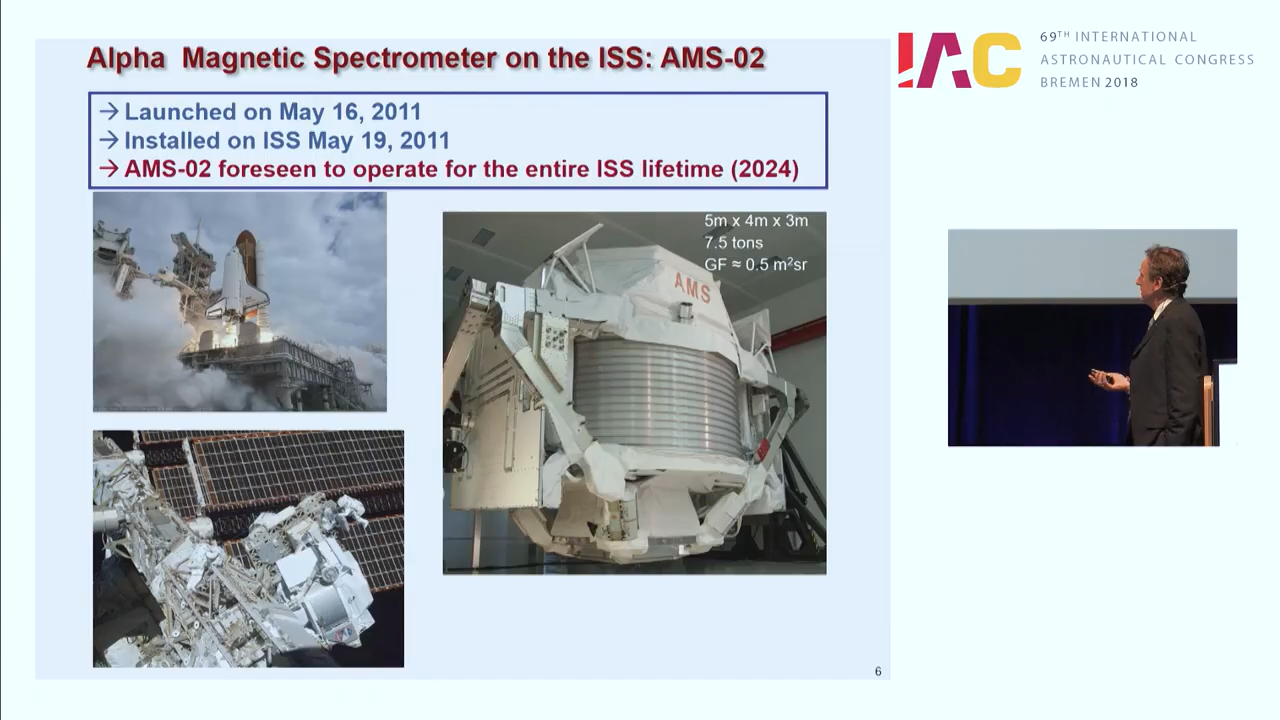 Alpha Magnetic Spectrometer on the ISS: AMS-02
→ Launched on May 16, 2011
→ Installed on ISS May 19, 2011
→ AMS-02 foreseen to operate for the entire ISS lifetime (2024)
5m x 4m x 3m
7.5 tons
GF ≈ 0.5 m²sr
AMS
6
IAC
69TH INTERNATIONAL
ASTRONAUTICAL CONGRESS
BREMEN 2018